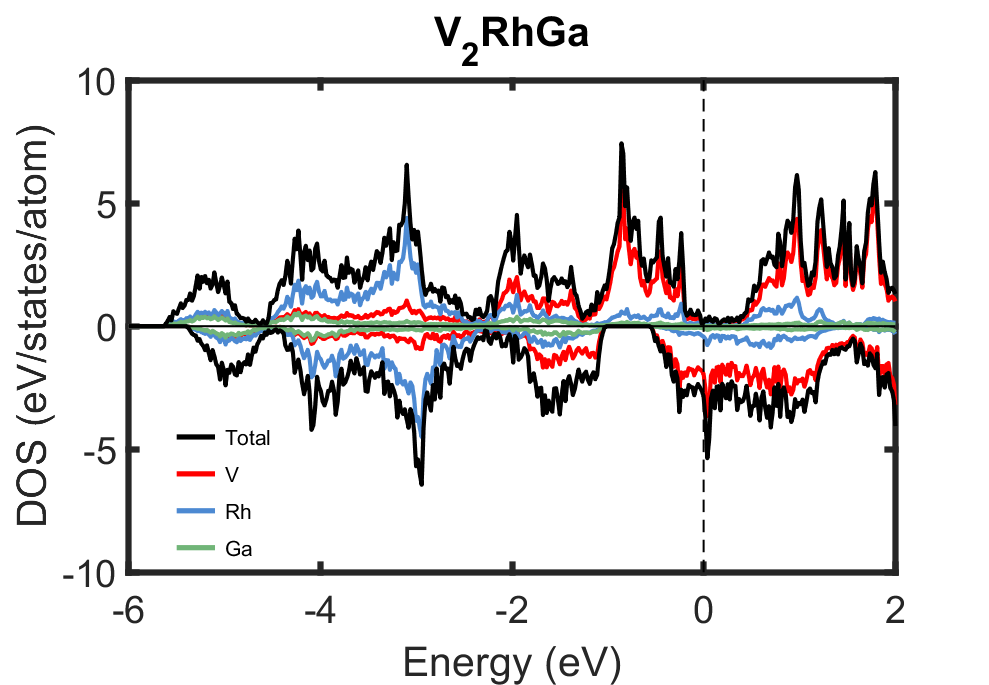 V2RhGa
10
5
0
-5
-10
DOS (eV/states/atom)
Total
V
Rh
Ga
-6
-4
-2
0
2
Energy (eV)